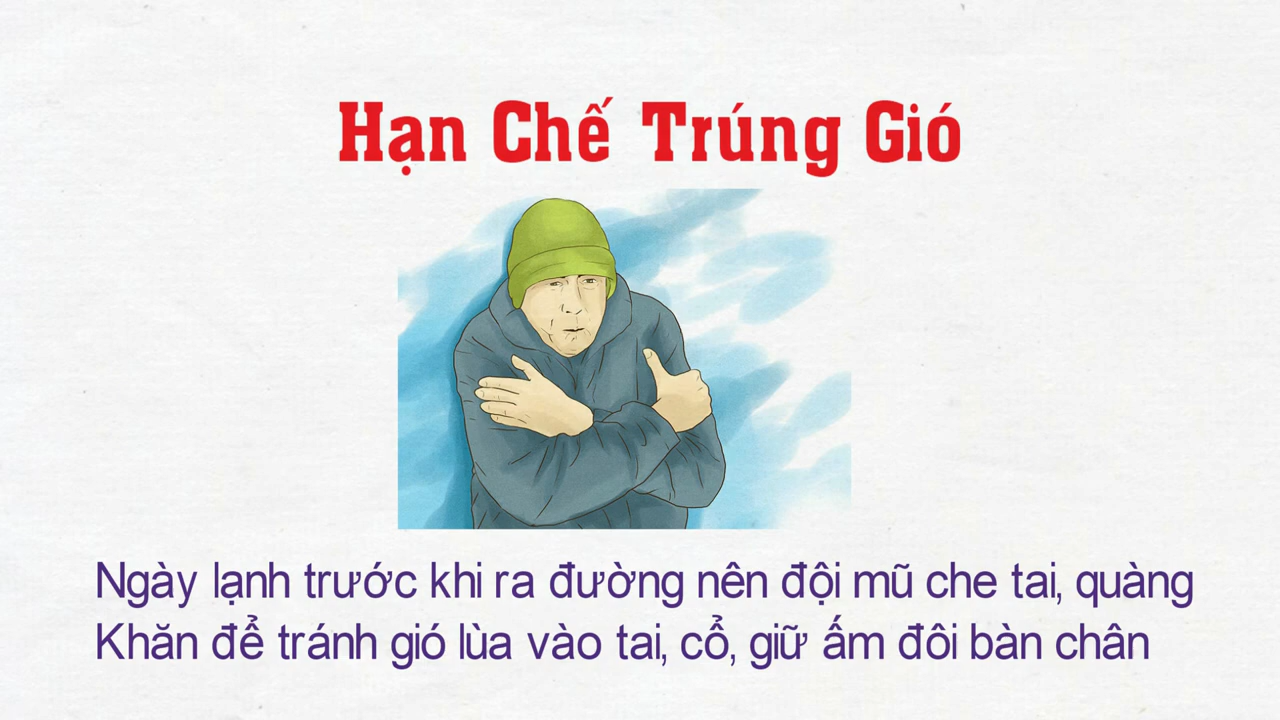 Hạn Chế Trúng Gió
Ngày lạnh trước khi ra đường nên đội mũ che tai, quàng
Khăn để tránh gió lùa vào tai, cổ, giữ ấm đôi bàn chân